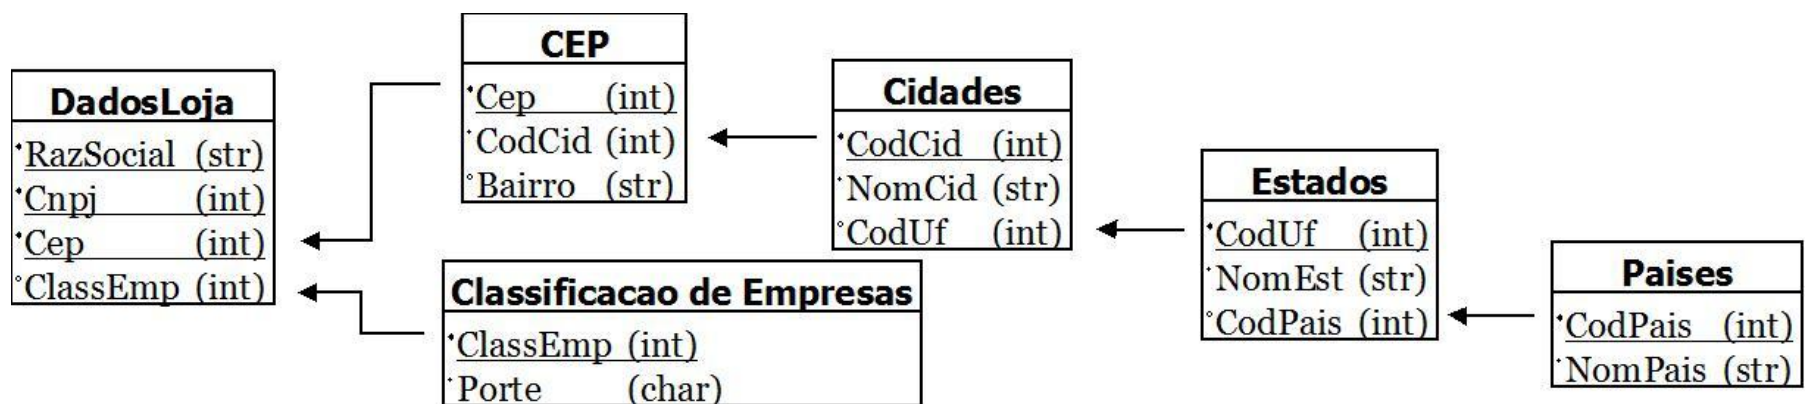 DadosLoja
RazSocial (str)
Cnpj (int)
Cep (int)
ClassEmp (int)
CEP
Cep (int)
CodCid (int)
Bairro (str)
Classificacao de Empresas
ClassEmp (int)
Porte (char)
Cidades
CodCid (int)
NomCid (str)
CodUf (int)
Estados
CodUf (int)
NomEst (str)
CodPais (int)
Paises
CodPais (int)
NomPais (str)